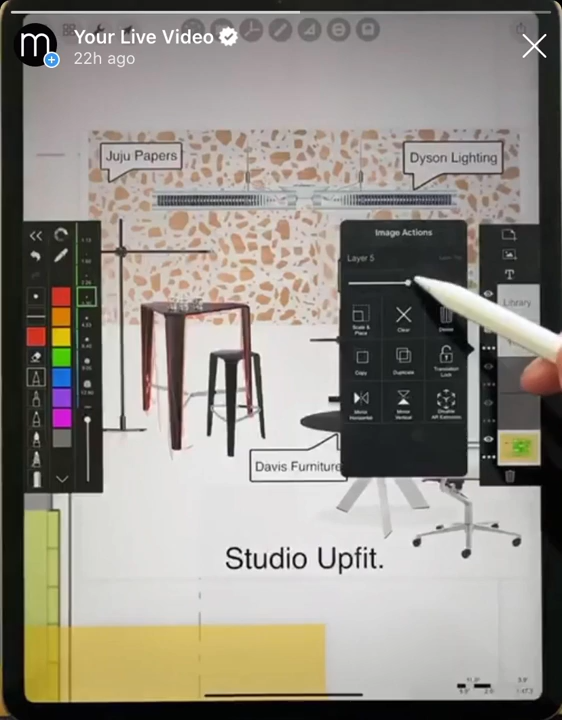 m
Your Live Video
22h ago
Juju Papers
Dyson Lighting
Image Actions
Layer 5
Scale &
Place
Clear
Delete
Copy
Duplicate
Translation
Lock
Mirror
Horizontal
Mirror
Vertical
Disable
T
Library
Davis Furniture
Studio Upfit.